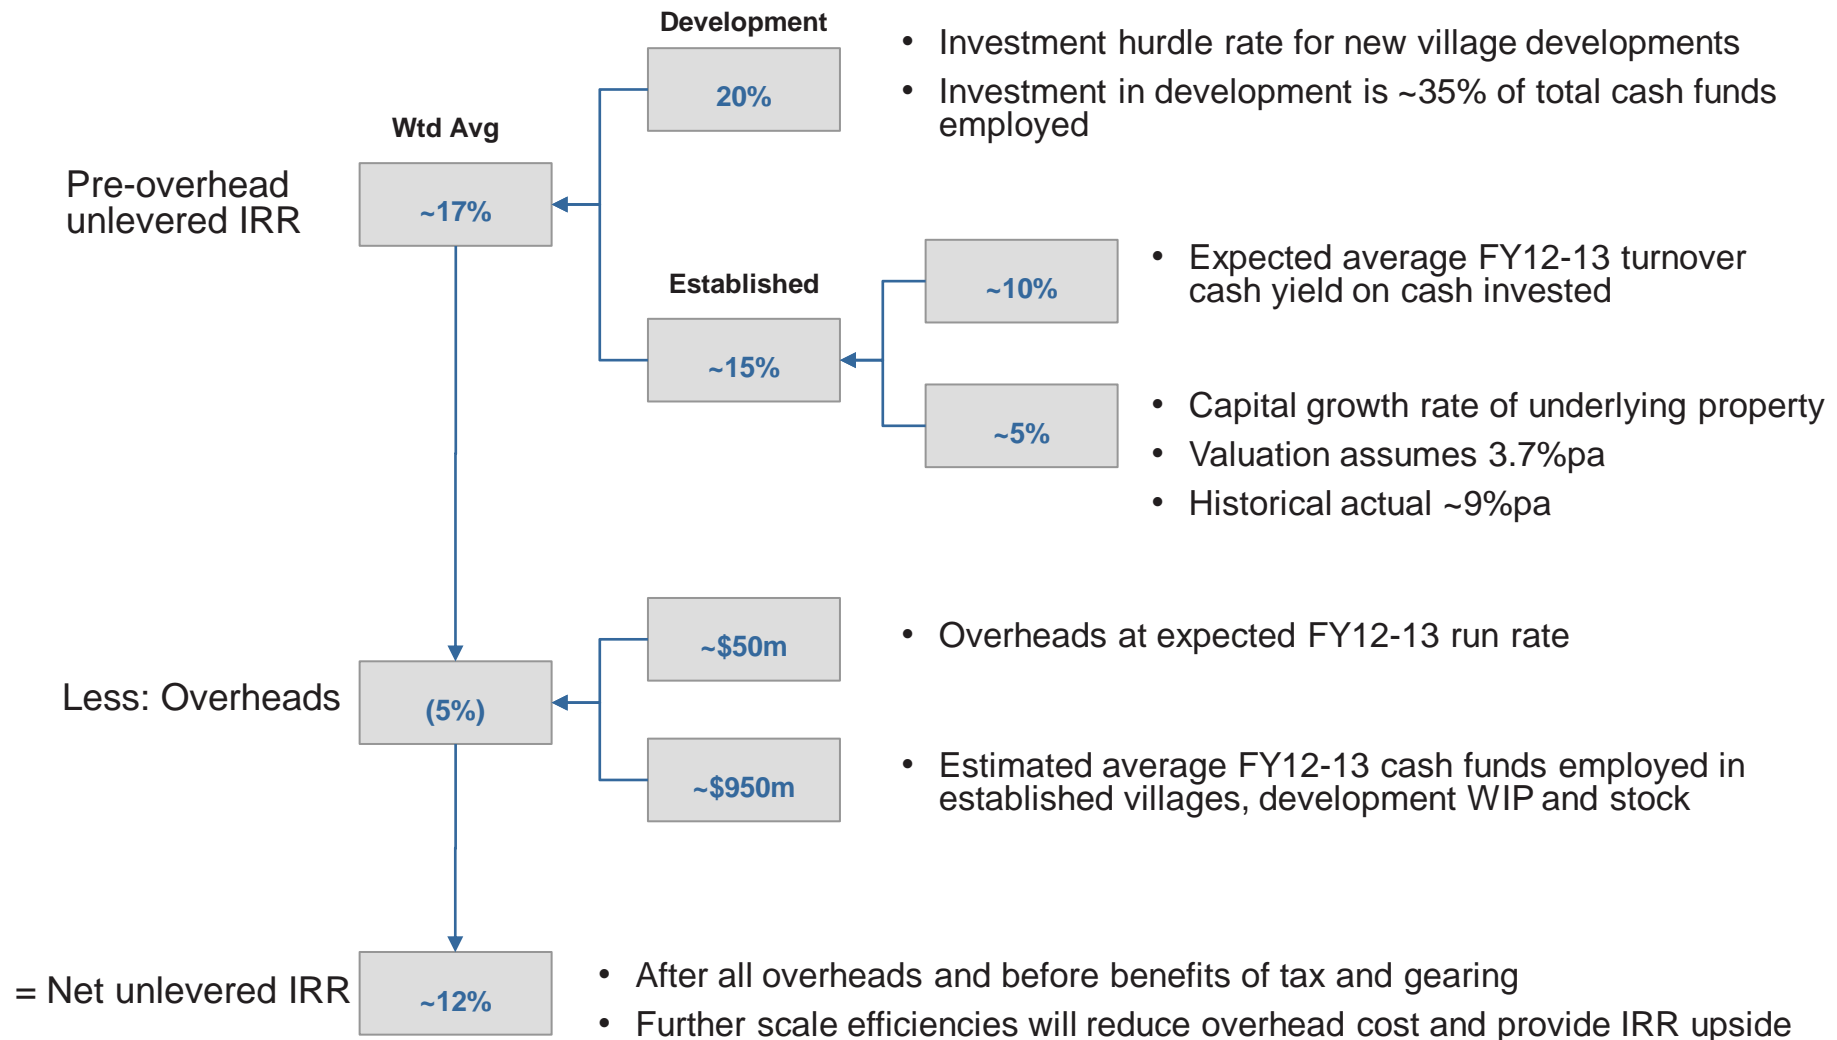 Development
• Investment hurdle rate for new village developments
20%
• Investment in development is ~35% of total cash funds
employed
Wtd Avg
Pre-overhead
unlevered IRR
~17%
Established
~10%
• Expected average FY12-13 turnover
cash yield on cash invested
~15%
~5%
• Capital growth rate of underlying property
• Valuation assumes 3.7%pa
• Historical actual ~9%pa
~$50m
• Overheads at expected FY12-13 run rate
Less: Overheads
(5%)
~$950m
• Estimated average FY12-13 cash funds employed in
established villages, development WIP and stock
= Net unlevered IRR
~12%
• After all overheads and before benefits of tax and gearing
• Further scale efficiencies will reduce overhead cost and provide IRR upside